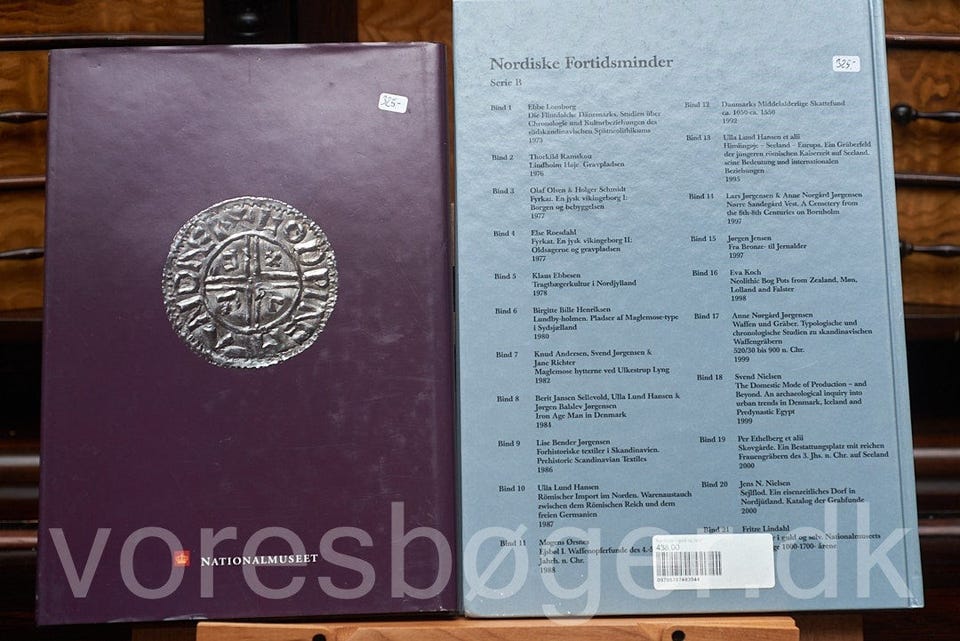 325,-
NATIONALMUSEET
Nordiske Fortidsminder
325,-
Serie B
Bind 1 Ebbe Lomborg
Die Flintdolche Dänemarks. Studien über
Chronologie und Kulturbeziehungen des
südskandinavischen Spätneolithikums
1973
Bind 2 Thorkild Ramskou
Lindholm Høje. Gravpladsen
1976
Bind 3 Olaf Olsen & Holger Schmidt
Fyrkat. En jysk vikingeborg I:
Borgen og bebyggelsen
1977
Bind 4 Else Roesdahl
Fyrkat. En jysk vikingeborg II:
Oldsagerne og gravpladsen
1977
Bind 5 Klaus Ebbesen
Tragtbægerkultur i Nordjylland
1978
Bind 6 Birgitte Bille Henriksen
Lundby-holmen. Pladser af Maglemose-type
i Sydsjælland
1980
Bind 7 Knud Andersen, Svend Jørgensen &
Jane Richter
Maglemose hytterne ved Ulkestrup Lyng
1982
Bind 8 Berit Jansen Sellevold, Ulla Lund Hansen &
Jørgen Balslev Jørgensen
Iron Age Man in Denmark
1984
Bind 9 Lise Bender Jørgensen
Forhistoriske textiler i Skandinavien.
Prehistoric Scandinavian Textiles
1986
Bind 10 Ulla Lund Hansen
Römischer Import im Norden. Warenaustausch
zwischen dem Römischen Reich und dem
freien Germanien
1987
Bind 11 Mogens Ørsnes
Ejsbøl I. Waffenopferfunde des 4.-
Jahrh. n. Chr.
1988
Bind 12 Danmarks Middelalderlige Skattefund
ca. 1050-ca. 1550
1992
Bind 13 Ulla Lund Hansen et alii
Himlingøje – Seeland – Europa. Ein Gräberfeld
der jüngeren römischen Kaiserzeit auf Seeland,
seine Bedeutung und internationalen
Beziehungen
1995
Bind 14 Lars Jørgensen & Anne Nørgård Jørgensen
Nørre Sandegård Vest. A Cemetery from
the 6th-8th Centuries on Bornholm
1997
Bind 15 Jørgen Jensen
Fra Bronze- til Jernalder
1997
Bind 16 Eva Koch
Neolithic Bog Pots from Zealand, Møn,
Lolland and Falster
1998
Bind 17 Anne Nørgård Jørgensen
Waffen und Gräber. Typologische und
chronologische Studien zu skandinavischen
Waffengräbern
520/30 bis 900 n. Chr.
1999
Bind 18 Svend Nielsen
The Domestic Mode of Production – and
Beyond. An archaeological inquiry into
urban trends in Denmark, Iceland and
Predynastic Egypt
1999
Bind 19 Per Ethelberg et alii
Skovgårde. Ein Bestattungsplatz mit reichen
Frauengräbern des 3. Jhs. n. Chr. auf Seeland
2000
Bind 20 Jens N. Nielsen
Sejlflod. Ein eisenzeitliches Dorf in
Nordjütland. Katalog der Grabfunde
2000
Bind 21 Fritze Lindahl
i guld og sølv. Nationalmuseets
1000-1700-årene
438.00
voresbøger.dk